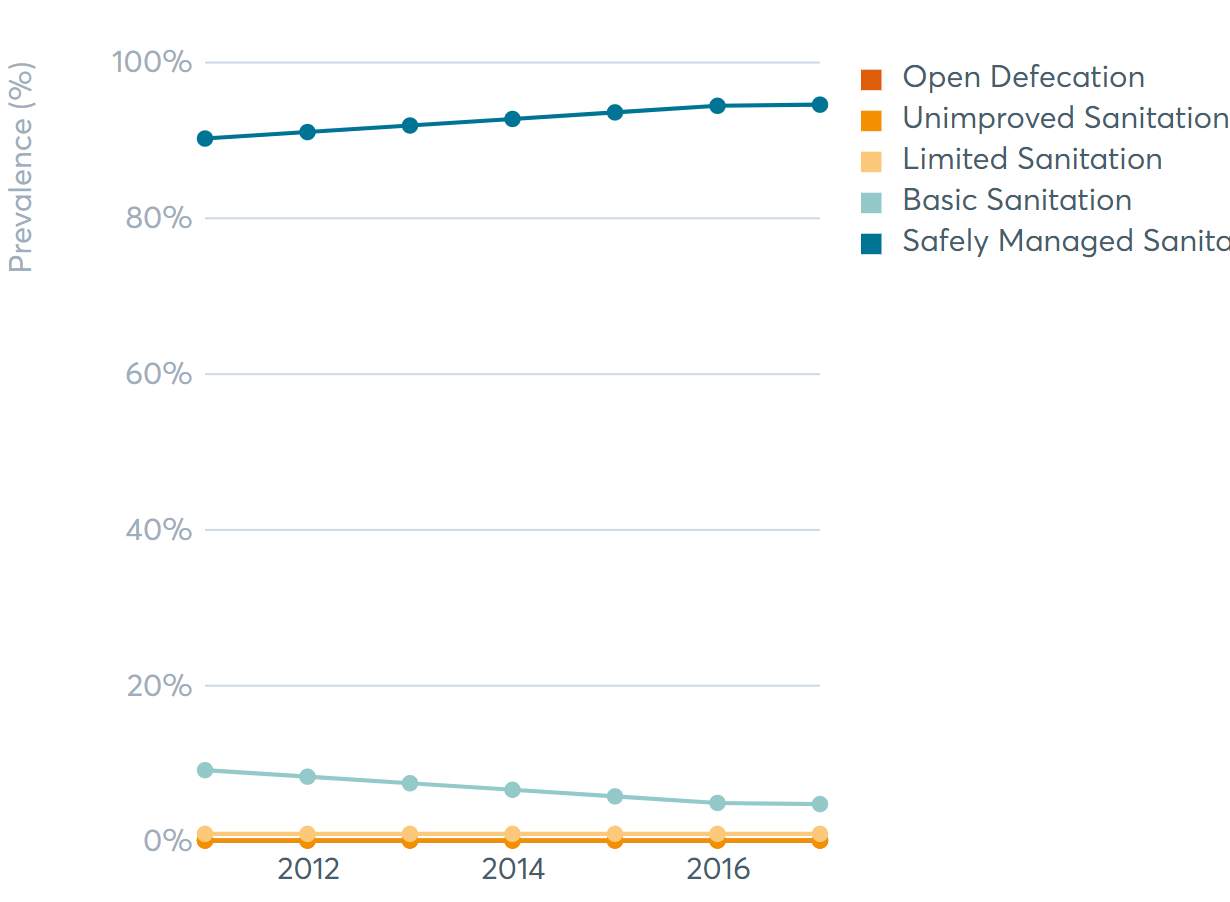 Prevalence (%)
100%
80%
60%
40%
20%
0%
2012
2014
2016
Open Defecation
Unimproved Sanitation
Limited Sanitation
Basic Sanitation
Safely Managed Sanita